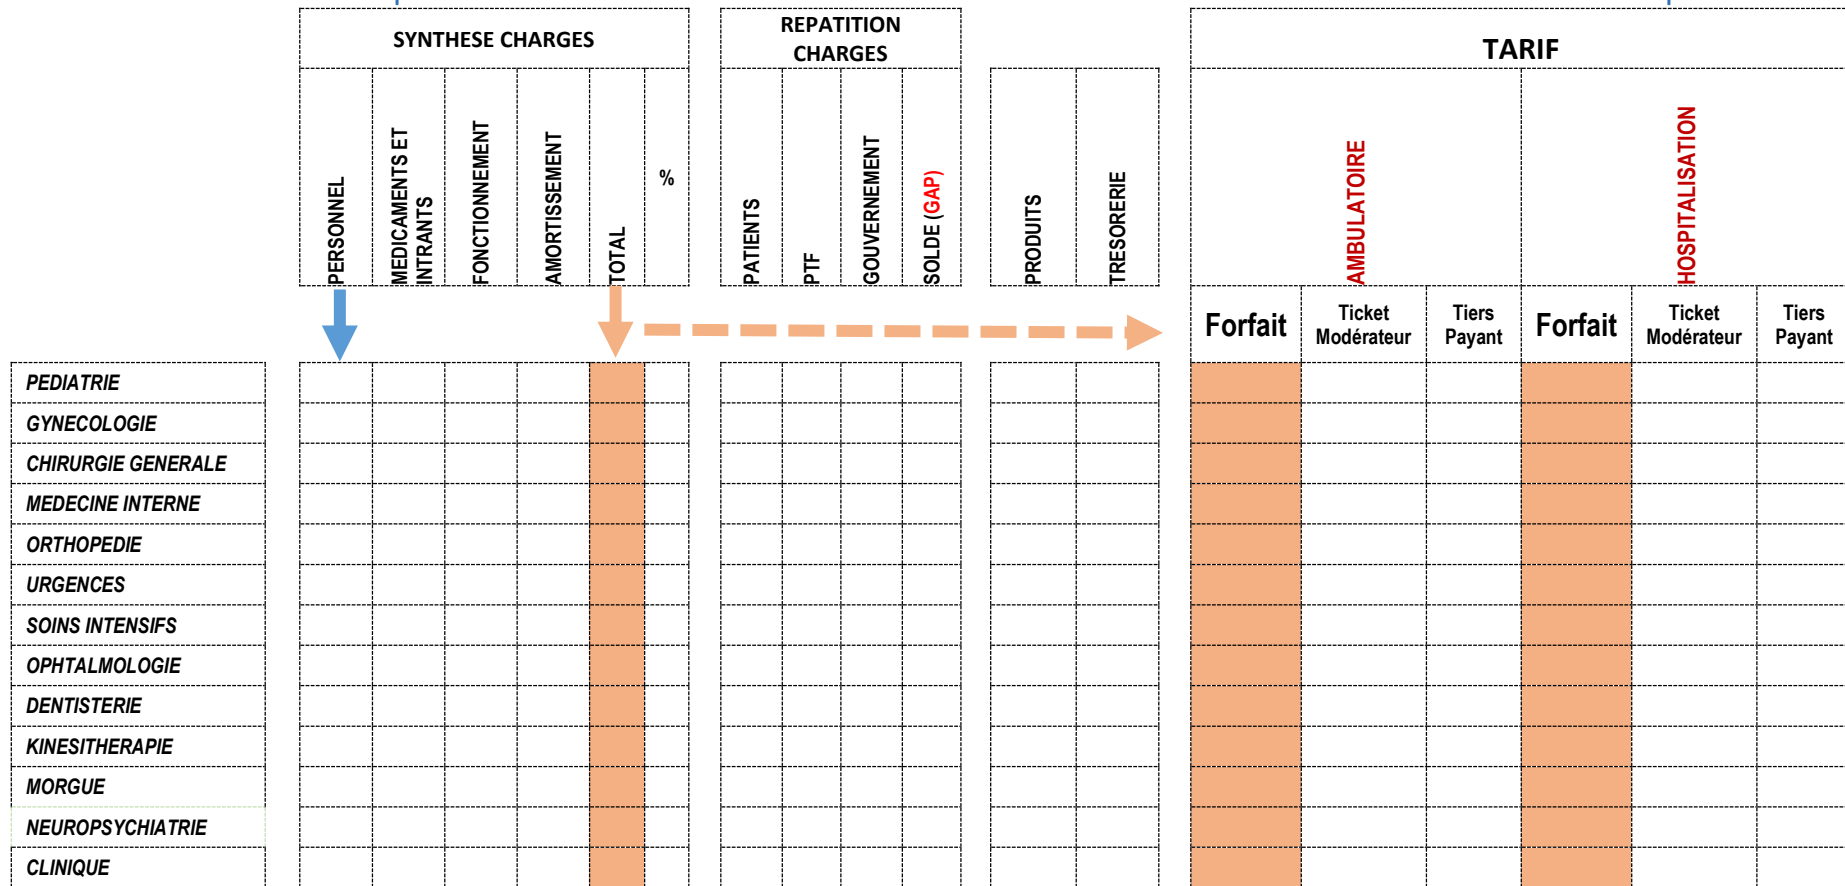 SYNTHESE CHARGES
REPATITION
CHARGES
TARIF
PERSONNEL
MEDICAMENTS ET
INTRANTS
FONCTIONNEMENT
AMORTISSEMENT
TOTAL
%
PATIENTS
PTF
GOUVERNEMENT
SOLDE (GAP)
PRODUITS
TRESORERIE
AMBULATOIRE
HOSPITALISATION
Forfait
Ticket
Modérateur
Tiers
Payant
Forfait
Ticket
Modérateur
Tiers
Payant
PEDIATRIE
GYNECOLOGIE
CHIRURGIE GENERALE
MEDECINE INTERNE
ORTHOPEDIE
URGENCES
SOINS INTENSIFS
OPHTALMOLOGIE
DENTISTERIE
KINESITHERAPIE
MORGUE
NEUROPSYCHIATRIE
CLINIQUE